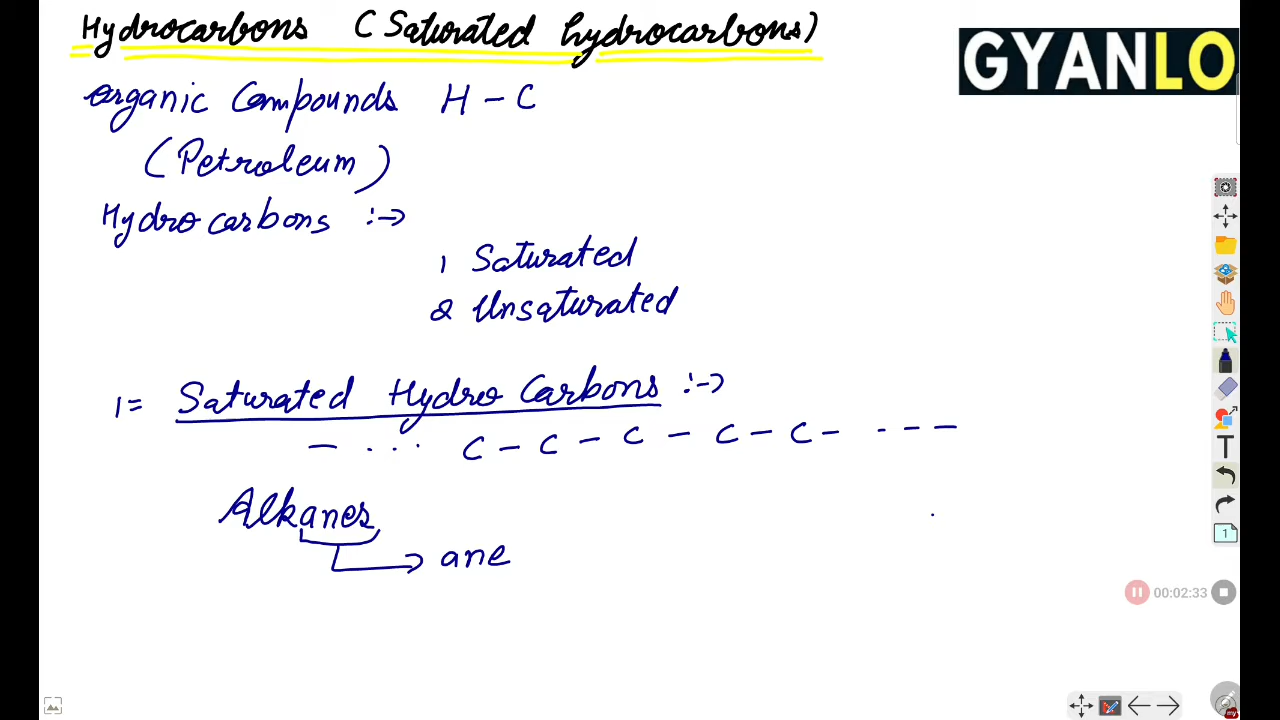 Hydrocarbons (Saturated hydrocarbons)
GYANLO
Organic Compounds H - C
(Petroleum)
Hydrocarbons :->
1 Saturated
2 Unsaturated
1= Saturated Hydro Carbons :->
- ... C - C - C - C - C - . - -
Alkanes
-> ane
T
1
00:02:33